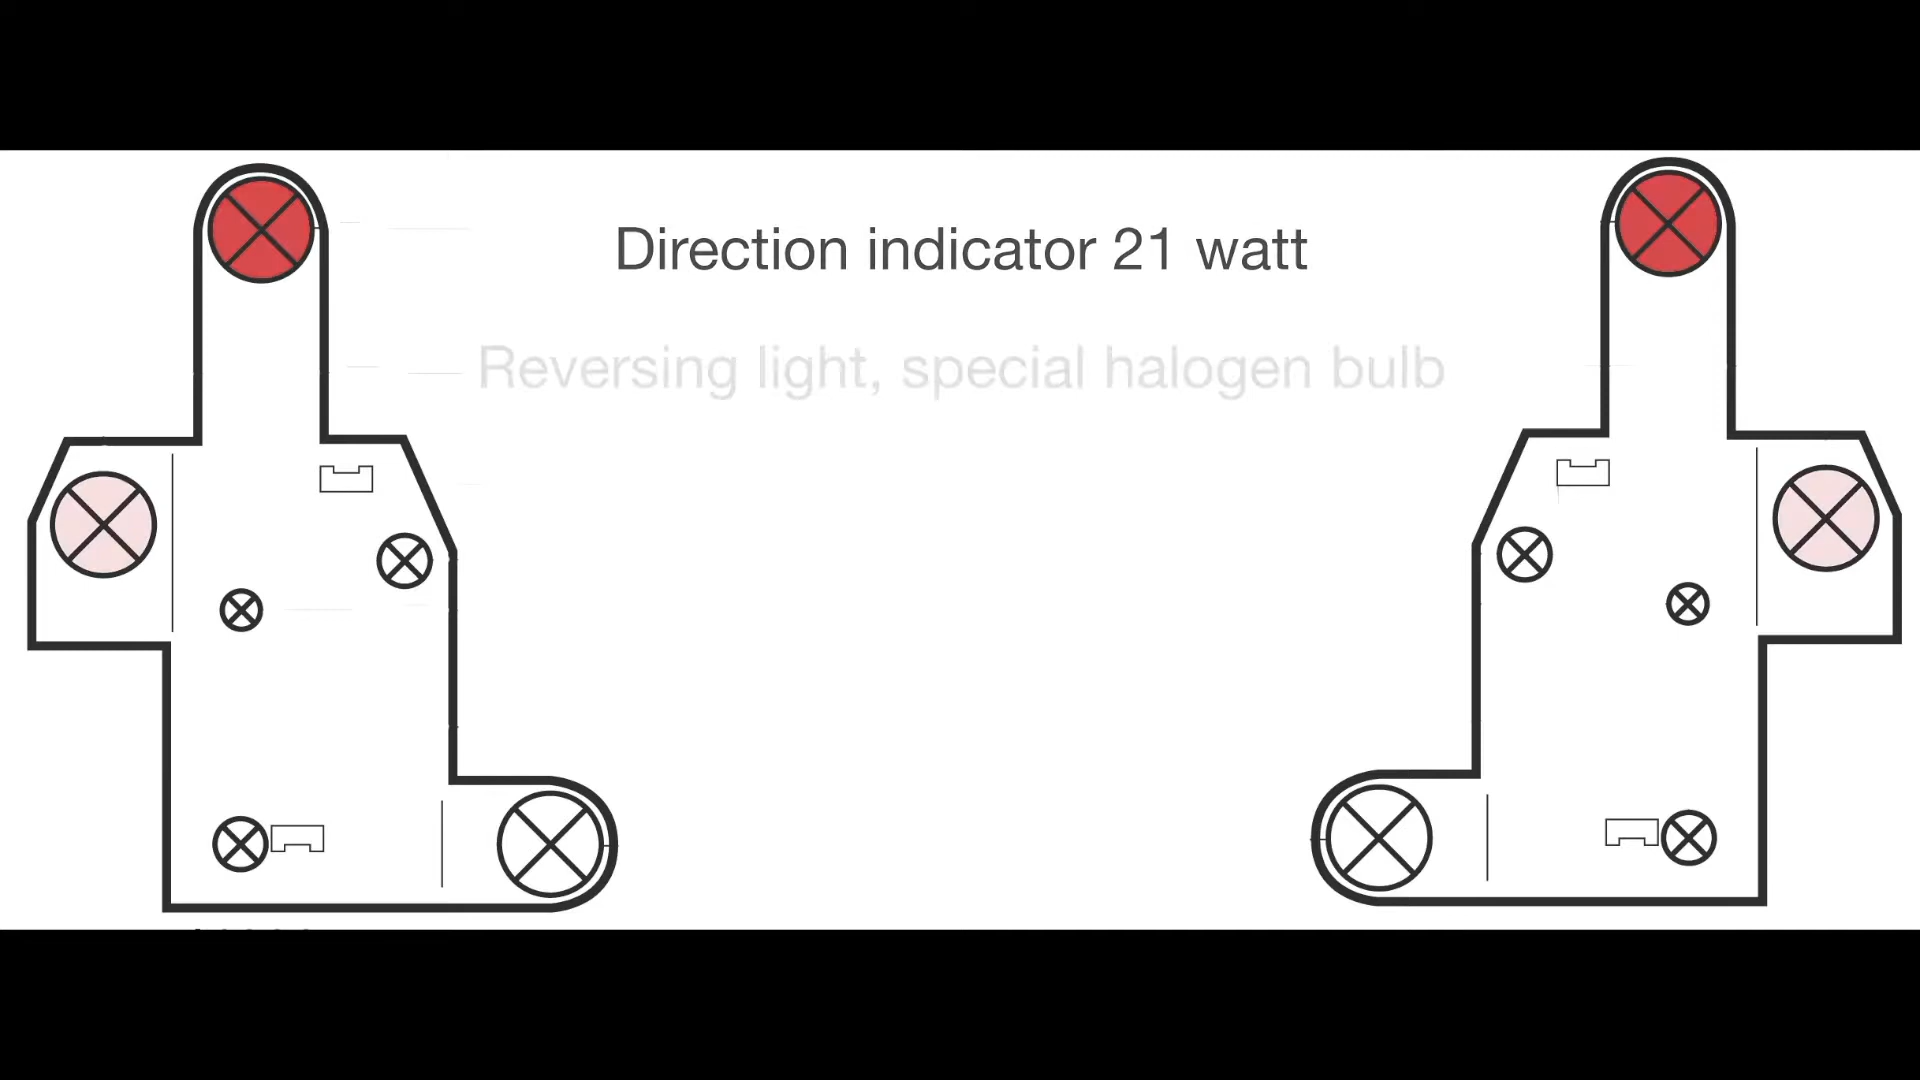 Direction indicator 21 watt
Reversing light, special halogen bulb